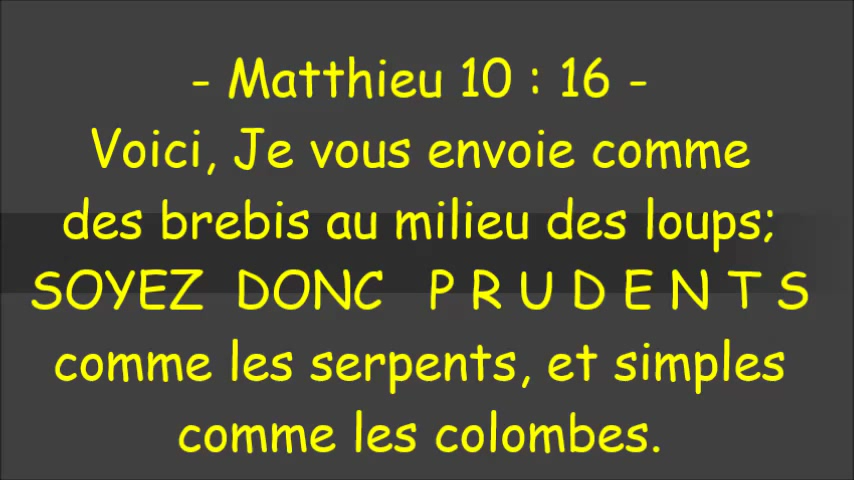 - Matthieu 10 : 16 -
Voici, Je vous envoie comme
des brebis au milieu des loups;
SOYEZ DONC P R U D E N T S
comme les serpents, et simples
comme les colombes.